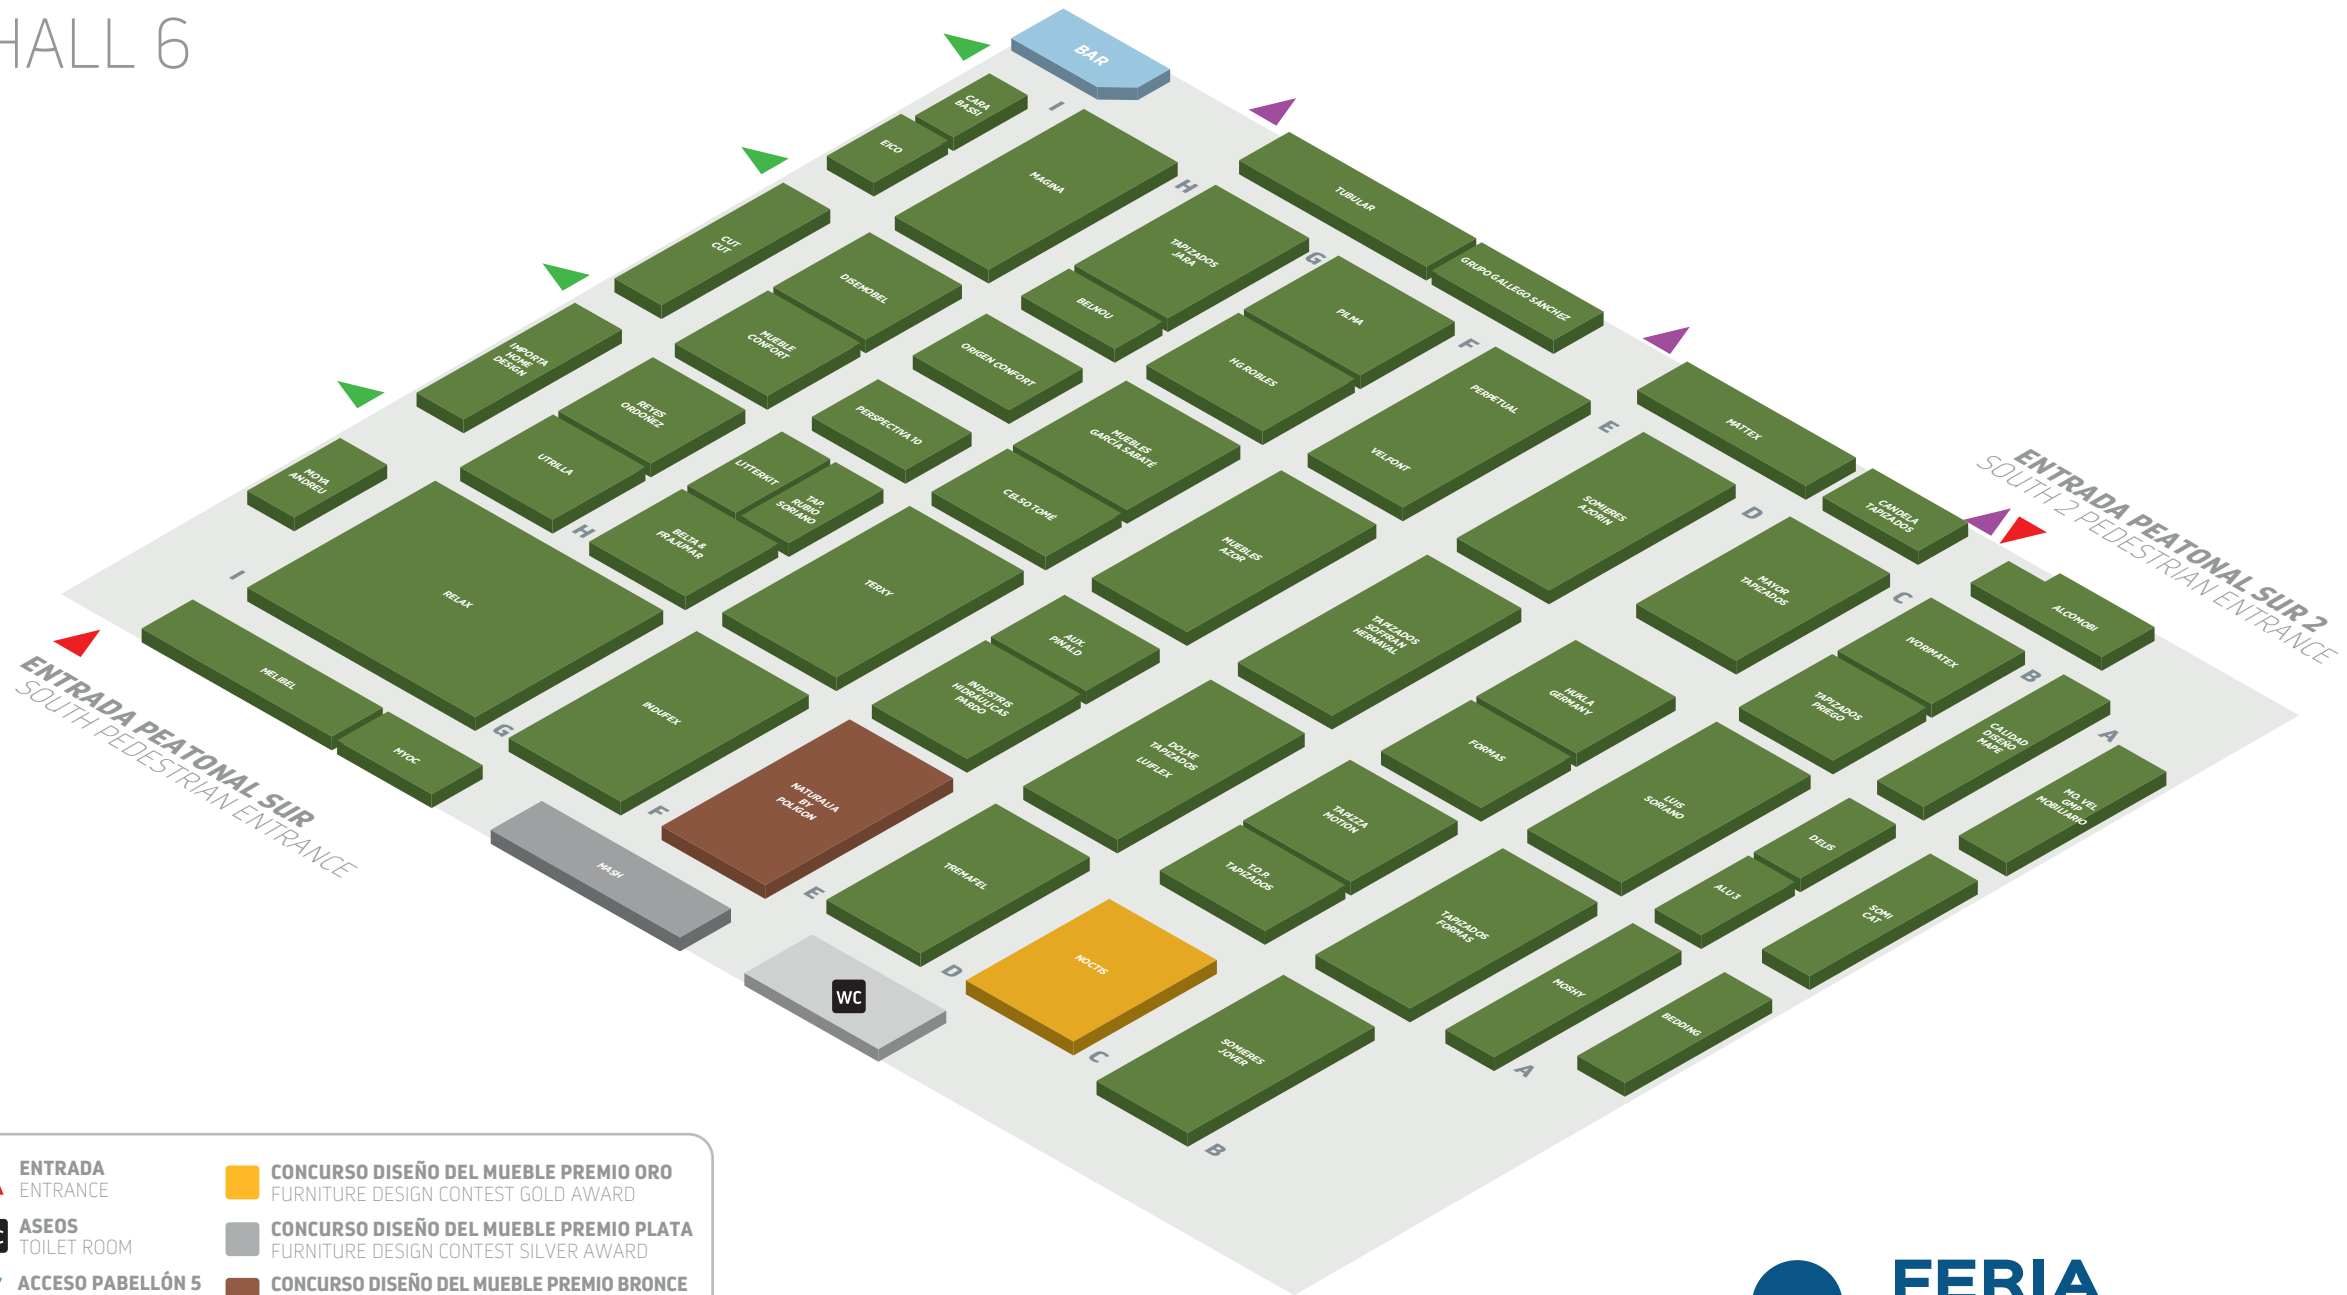 HALL 6
BAR
I
CARA
BASSI
EICO
MAGINA
H
TUBULAR
CUT
CUT
DISEMOBEL
TAPIZADOS
JARA
G
GRUPO GALLEGO SÁNCHEZ
BELNOU
PILMA
MUEBLE
CONFORT
IMPORTA
HOME
DESIGN
ORIGEN CONFORT
HG ROBLES
F
PERPETUAL
VELFONT
E
MATTEX
REYES
ORDOÑEZ
PERSPECTIVA 10
MUEBLES
GARCÍA SABATÉ
UTRILLA
LITTERKIT
TAP.
RUBIO
SORIANO
CELSO TOMÉ
MOYA
ANDREU
H
BELTA &
FRAJUMAR
SOMIERES
AZORIN
D
CANDELA
TAPIZADOS
ENTRADA PEATONAL SUR 2
SOUTH 2 PEDESTRIAN ENTRANCE
MUEBLES
AZOR
I
RELAX
TERXY
MAYOR
TAPIZADOS
C
ALCOMOBI
TAPIZADOS
SOFFRAN
HERNAVAL
AUX.
PINALD
IVORIMATEX
B
MELIBEL
INDUSTRIS
HIDRÁULICAS
PARDO
HUKLA
GERMANY
TAPIZADOS
PRIEGO
CALIDAD
DISEÑO
MAPE
A
ENTRADA PEATONAL SUR
SOUTH PEDESTRIAN ENTRANCE
MYOC
G
INDUFEX
DOLXE
TAPIZADOS
LUIFLEX
FORMAS
NATURALIA
BY
POLIGON
F
TAPIZZA
MOTION
LUIS
SORIANO
MO. VEL
GMP
MOBILIARIO
HASH
E
TREMAFEL
T.O.P.
TAPIZADOS
DELIS
ALU 3
TAPIZADOS
FORMAS
SOMI
CAT
WC
D
NOCTIS
MOSHY
BEDDING
C
SOMIERES
JOVER
A
B
ENTRADA
ENTRANCE
ASEOS
TOILET ROOM
ACCESO PABELLÓN 5
CONCURSO DISEÑO DEL MUEBLE PREMIO ORO
FURNITURE DESIGN CONTEST GOLD AWARD
CONCURSO DISEÑO DEL MUEBLE PREMIO PLATA
FURNITURE DESIGN CONTEST SILVER AWARD
CONCURSO DISEÑO DEL MUEBLE PREMIO BRONCE
FERIA